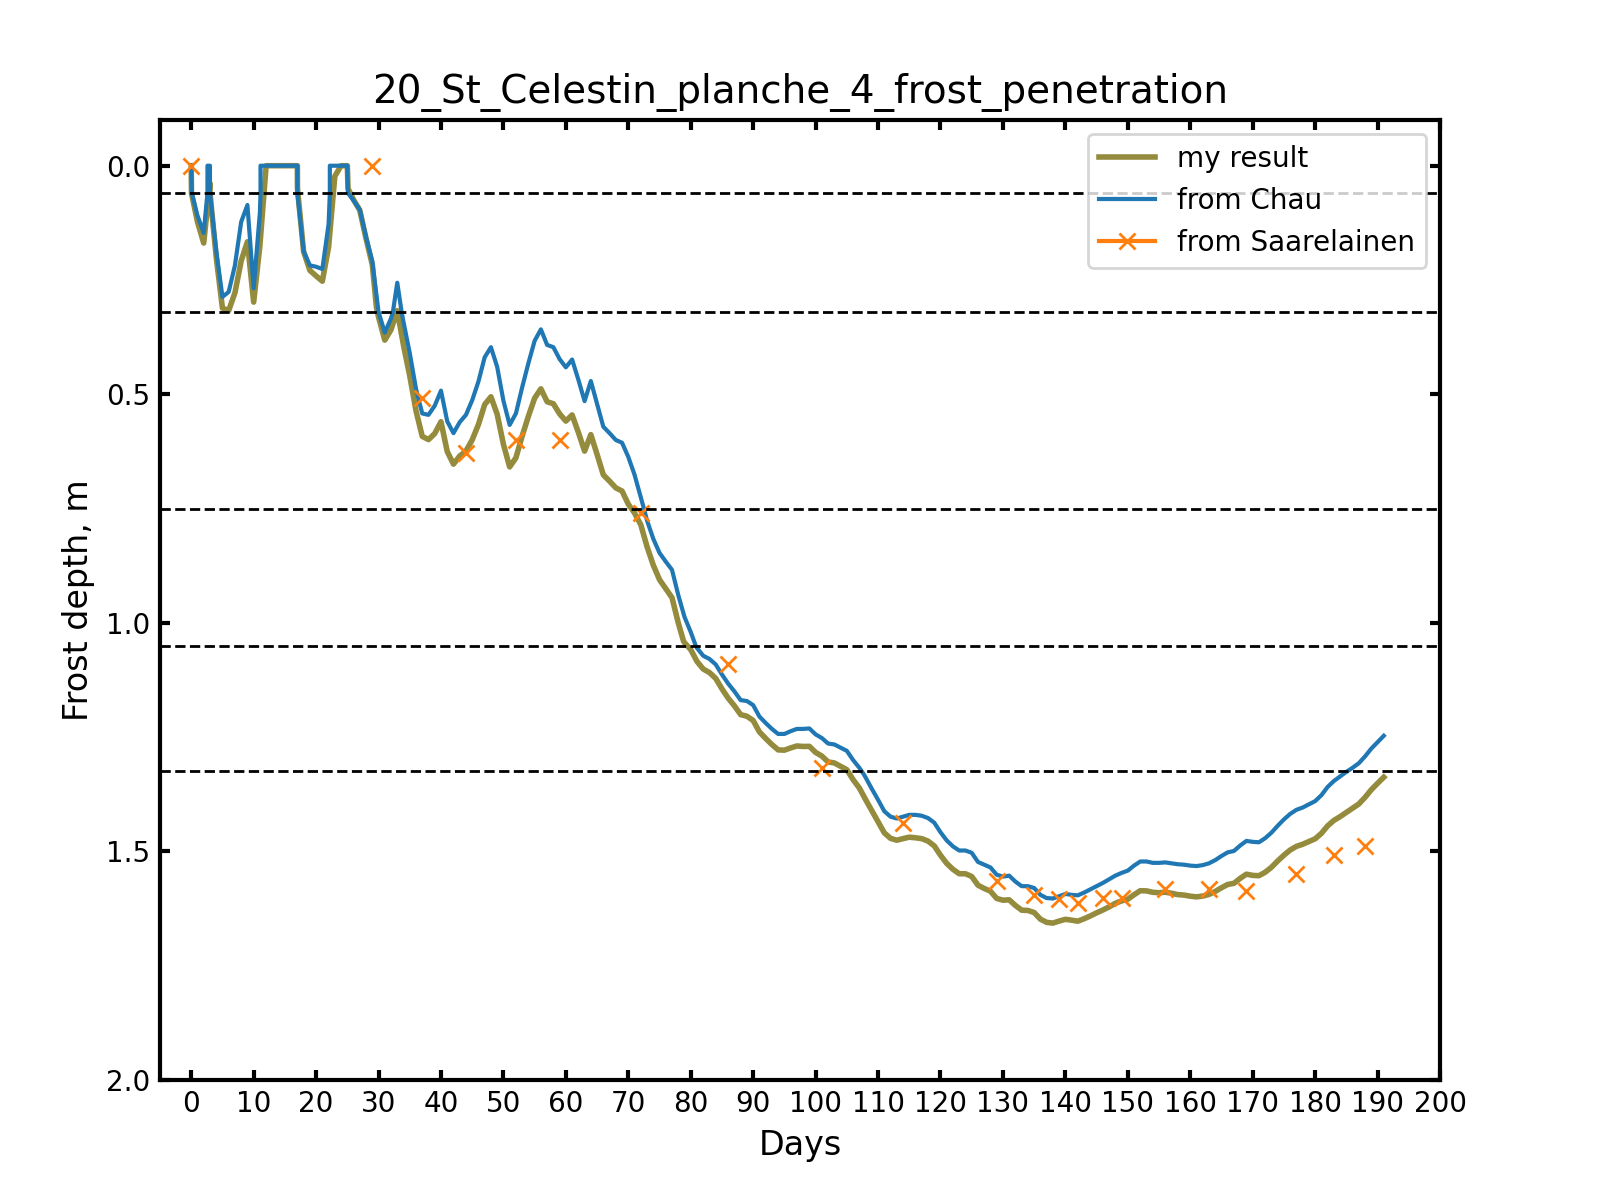 20_St_Celestin_planche_4_frost_penetration
my result
from Chau
from Saarelainen
Frost depth, m
0.0
0.5
1.0
1.5
2.0
0 10 20 30 40 50 60 70 80 90 100 110 120 130 140 150 160 170 180 190 200
Days